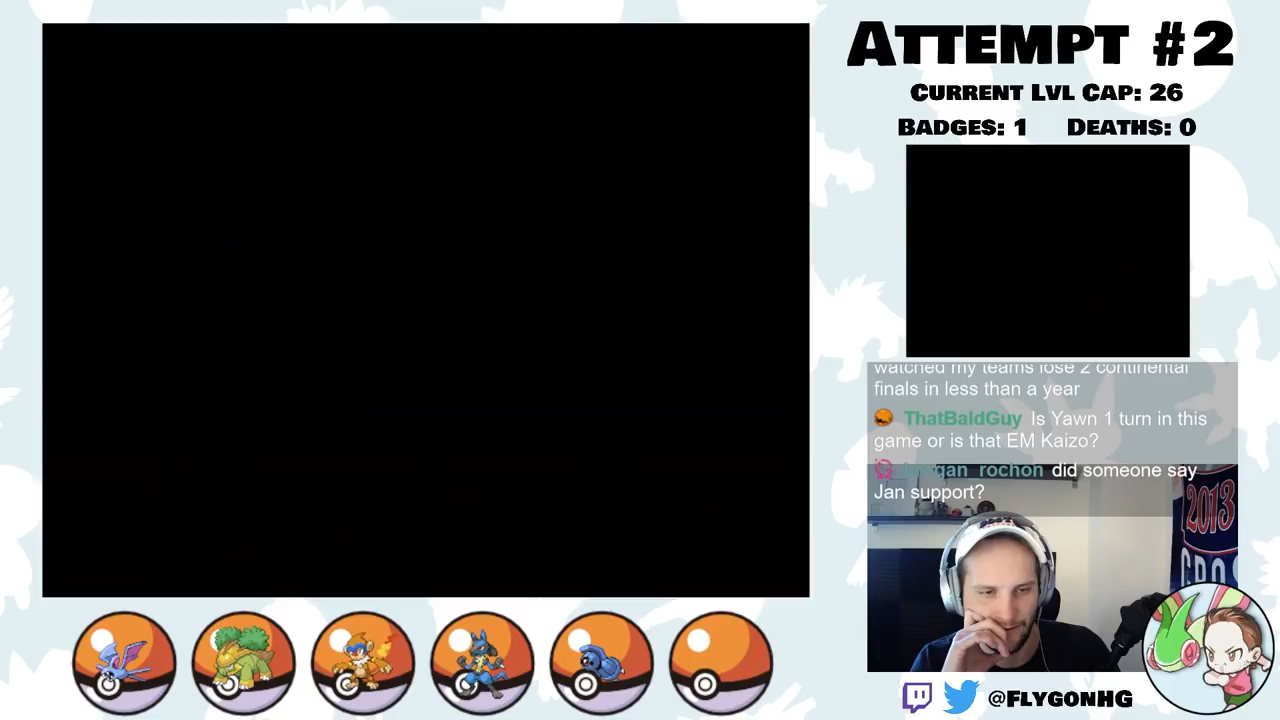 ATTEMPT #2
CURRENT LVL CAP: 26
BADGES: 1 DEATHS: 0
watched my teams lose 2 continental
finals in less than a year
ThatBaldGuy Is Yawn 1 turn in this
game or is that EM Kaizo?
rochon did someone say
Jan support?
2013
@FLYGONHG